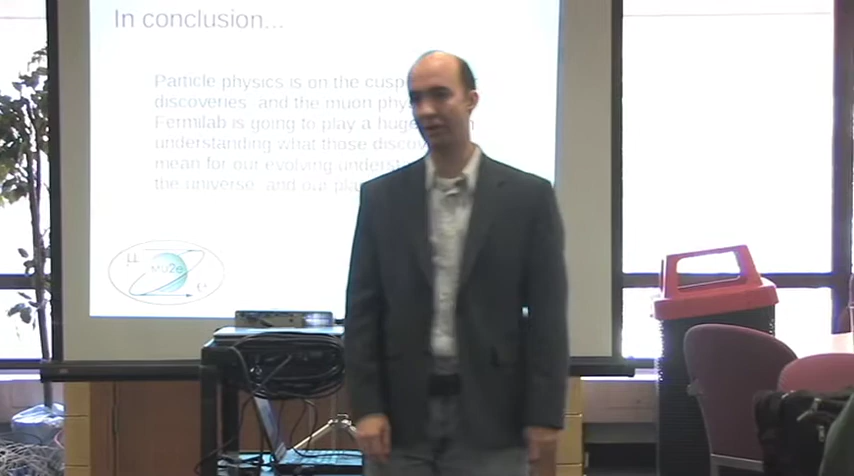 In conclusion...
Particle physics is on the cusp
discoveries and the muon phy
Fermilab is going to play a huge
understanding what those discov
mean for our evolving underst
the universe and our pla
μ
Mu2e
e